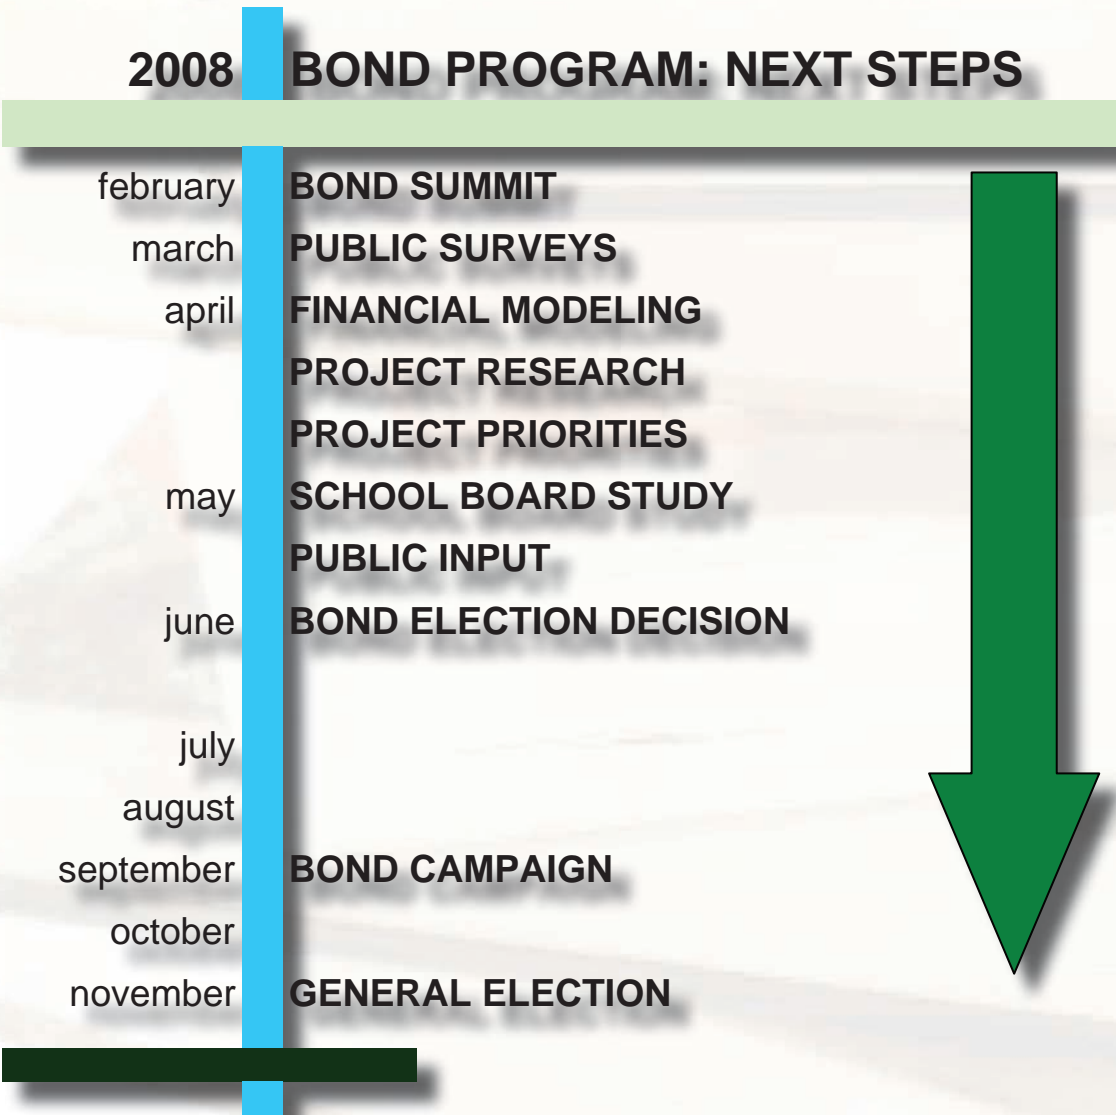 2008 BOND PROGRAM: NEXT STEPS
february BOND SUMMIT
march PUBLIC SURVEYS
april FINANCIAL MODELING
PROJECT RESEARCH
PROJECT PRIORITIES
may SCHOOL BOARD STUDY
PUBLIC INPUT
june BOND ELECTION DECISION
july
august
september BOND CAMPAIGN
october
november GENERAL ELECTION